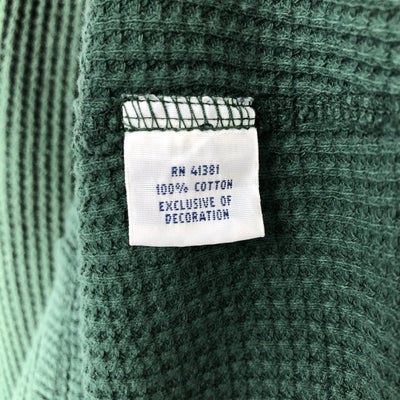 RN 41381
100% COTTON
EXCLUSIVE OF
DECORATION